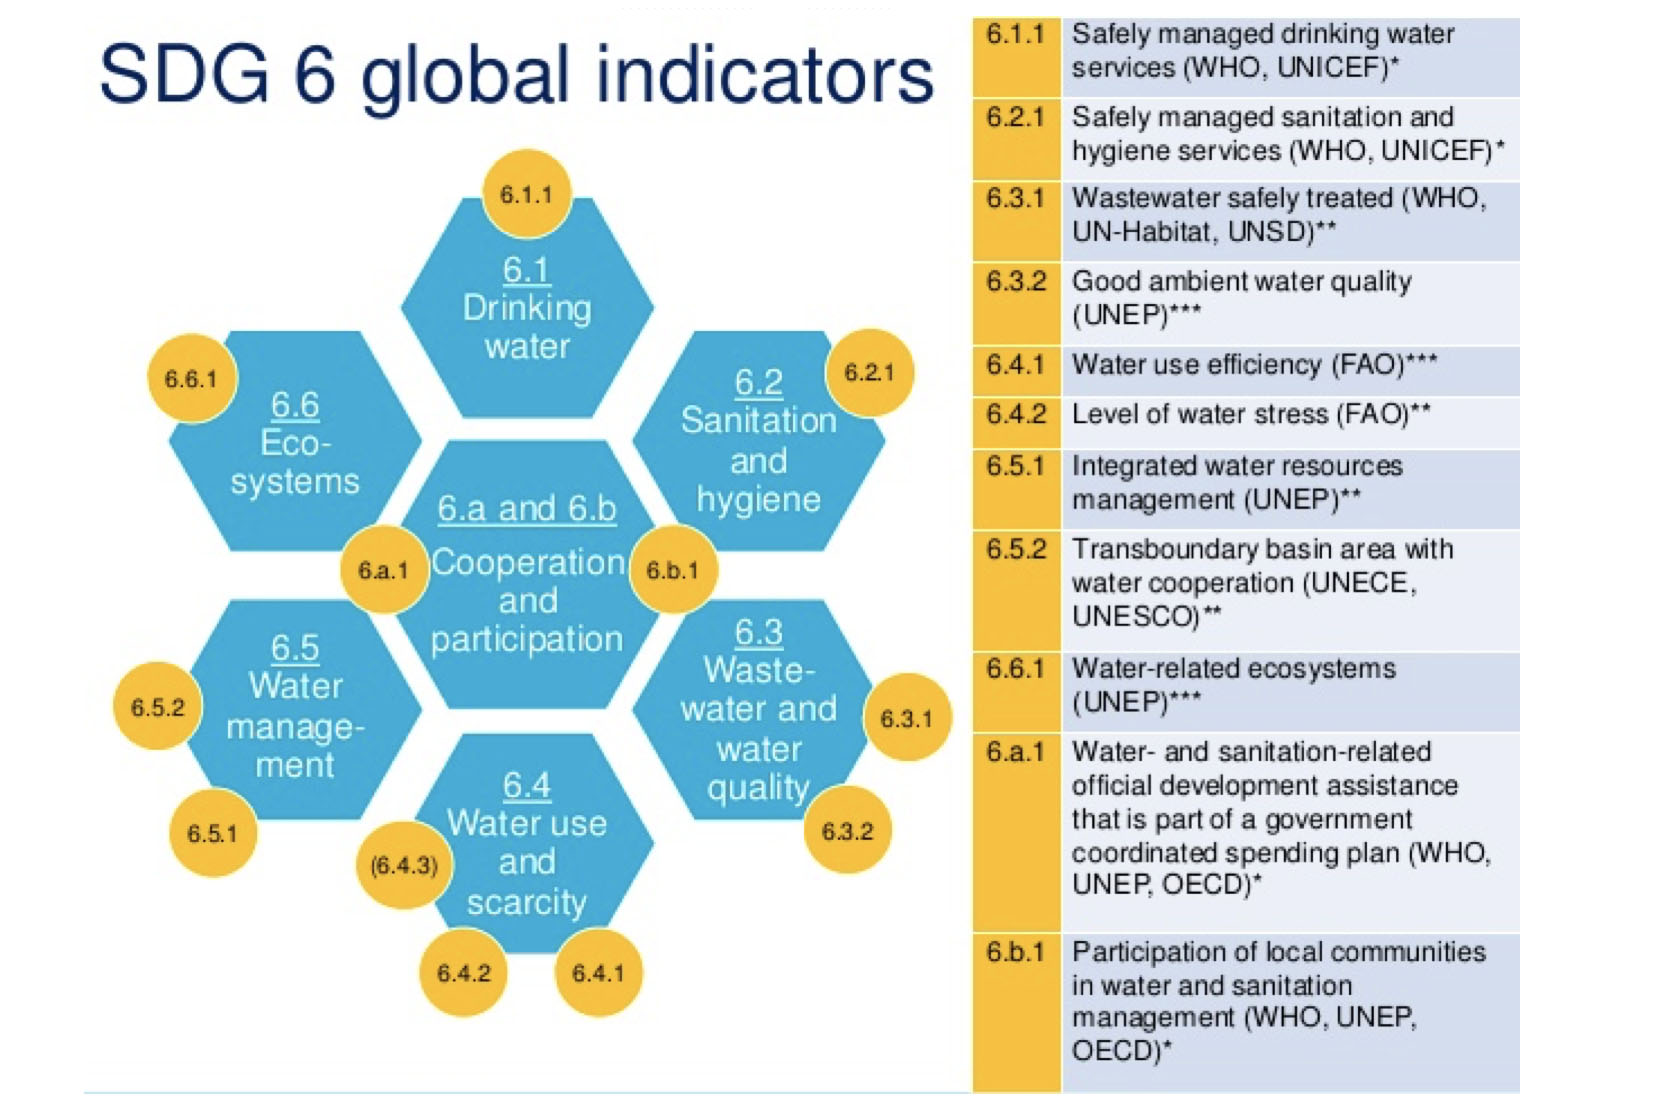 SDG 6 global indicators
6.1.1
6.1
Drinking
water
6.2.1
6.2
Sanitation
and
hygiene
6.3.1
6.3.2
6.3
Waste-
water and
water
quality
6.4
Water use
and
scarcity
(6.4.3)
6.4.2
6.4.1
6.5.2
6.5.1
6.5
Water
manage-
ment
6.6.1
6.6
Eco-
systems
6.a and 6.b
Cooperation
and
participation
6.a.1
6.b.1
6.1.1 Safely managed drinking water
services (WHO, UNICEF)*
6.2.1 Safely managed sanitation and
hygiene services (WHO, UNICEF)*
6.3.1 Wastewater safely treated (WHO,
UN-Habitat, UNSD)**
6.3.2 Good ambient water quality
(UNEP)***
6.4.1 Water use efficiency (FAO)***
6.4.2 Level of water stress (FAO)**
6.5.1 Integrated water resources
management (UNEP)**
6.5.2 Transboundary basin area with
water cooperation (UNECE,
UNESCO)**
6.6.1 Water-related ecosystems
(UNEP)***
6.a.1 Water- and sanitation-related
official development assistance
that is part of a government
coordinated spending plan (WHO,
UNEP, OECD)*
6.b.1 Participation of local communities
in water and sanitation
management (WHO, UNEP,
OECD)*